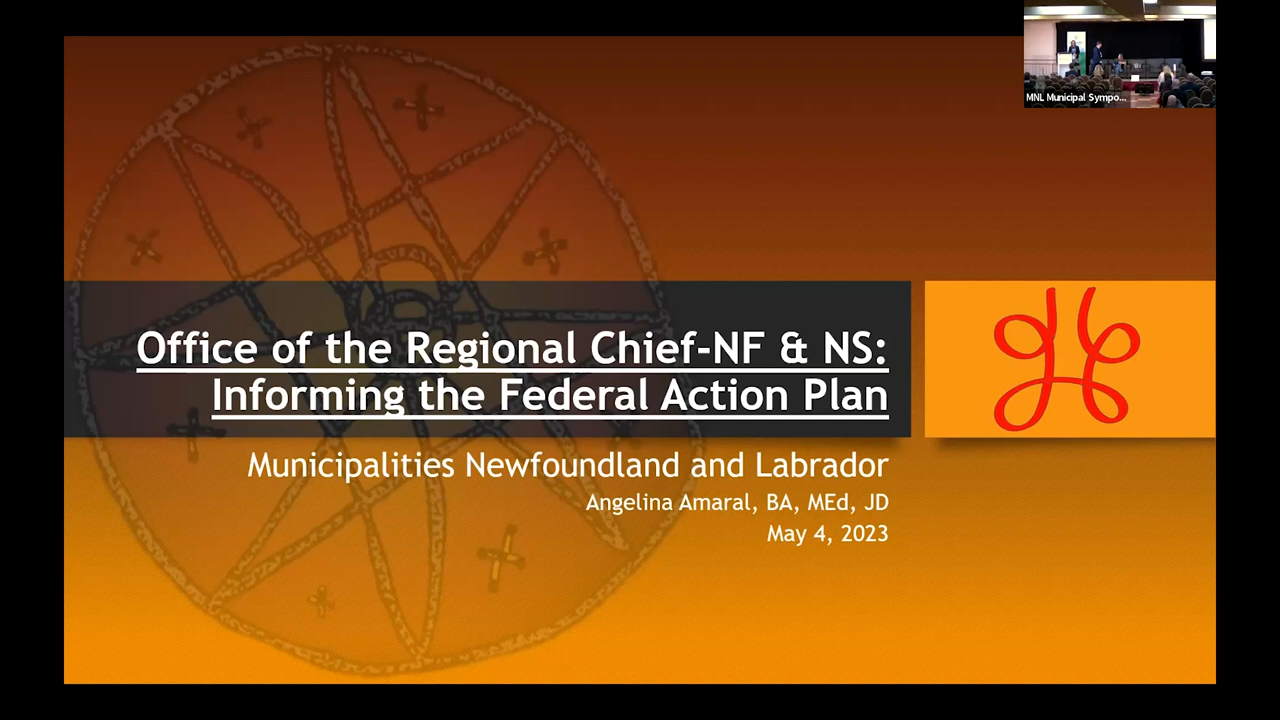 MNL Municipal Sympo...
Office of the Regional Chief-NF & NS:
Informing the Federal Action Plan
Municipalities Newfoundland and Labrador
Angelina Amaral, BA, MEd, JD
May 4, 2023